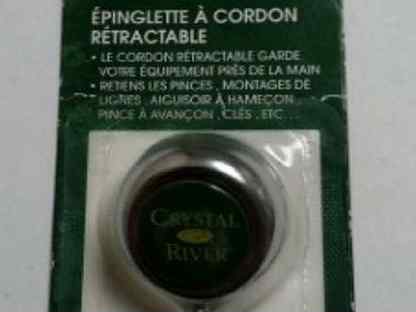 ÉPINGLETTE À CORDON
RÉTRACTABLE
• LE CORDON RÉTRACTABLE GARDE
VOTRE ÉQUIPEMENT PRÈS DE LA MAIN
• RETIENS LES PINCES, MONTAGES DE
LIGNES, AIGUISOIR À HAMEÇON,
PINCE À AVANÇON, CLÉS, ETC...
CRYSTAL
RIVER